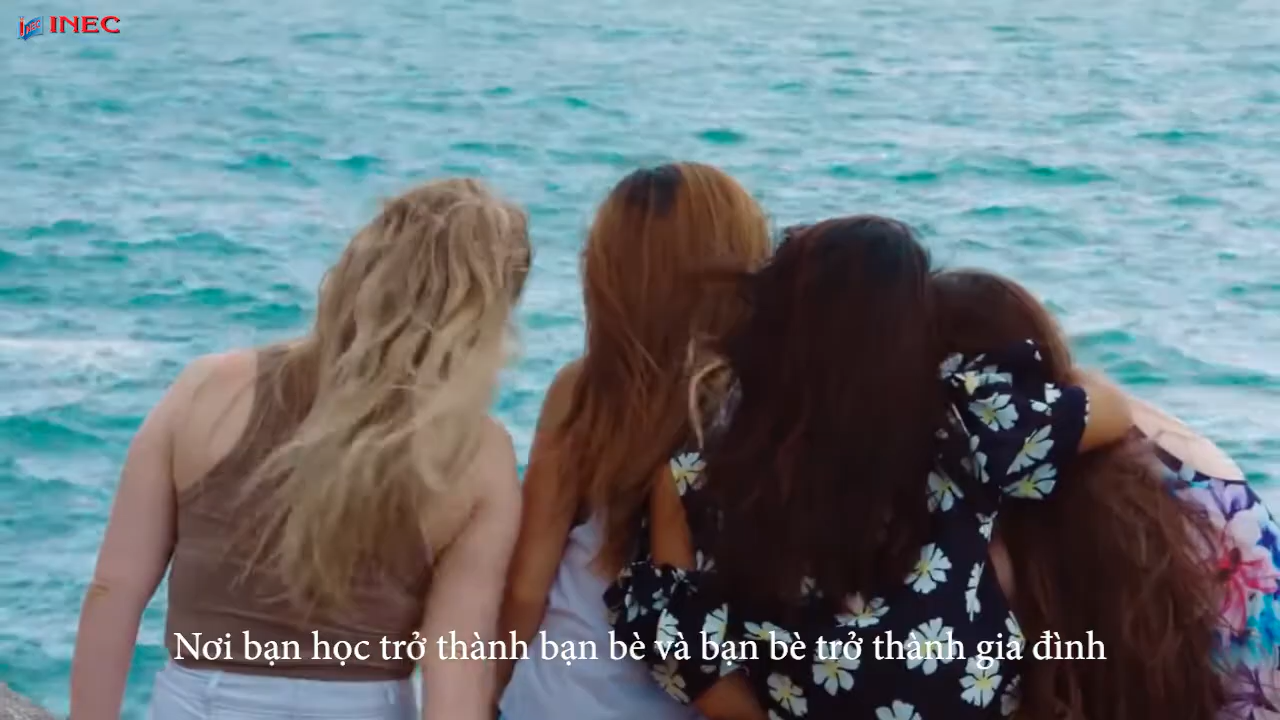 INEC
Nơi bạn học trở thành bạn bè và bạn bè trở thành gia đình